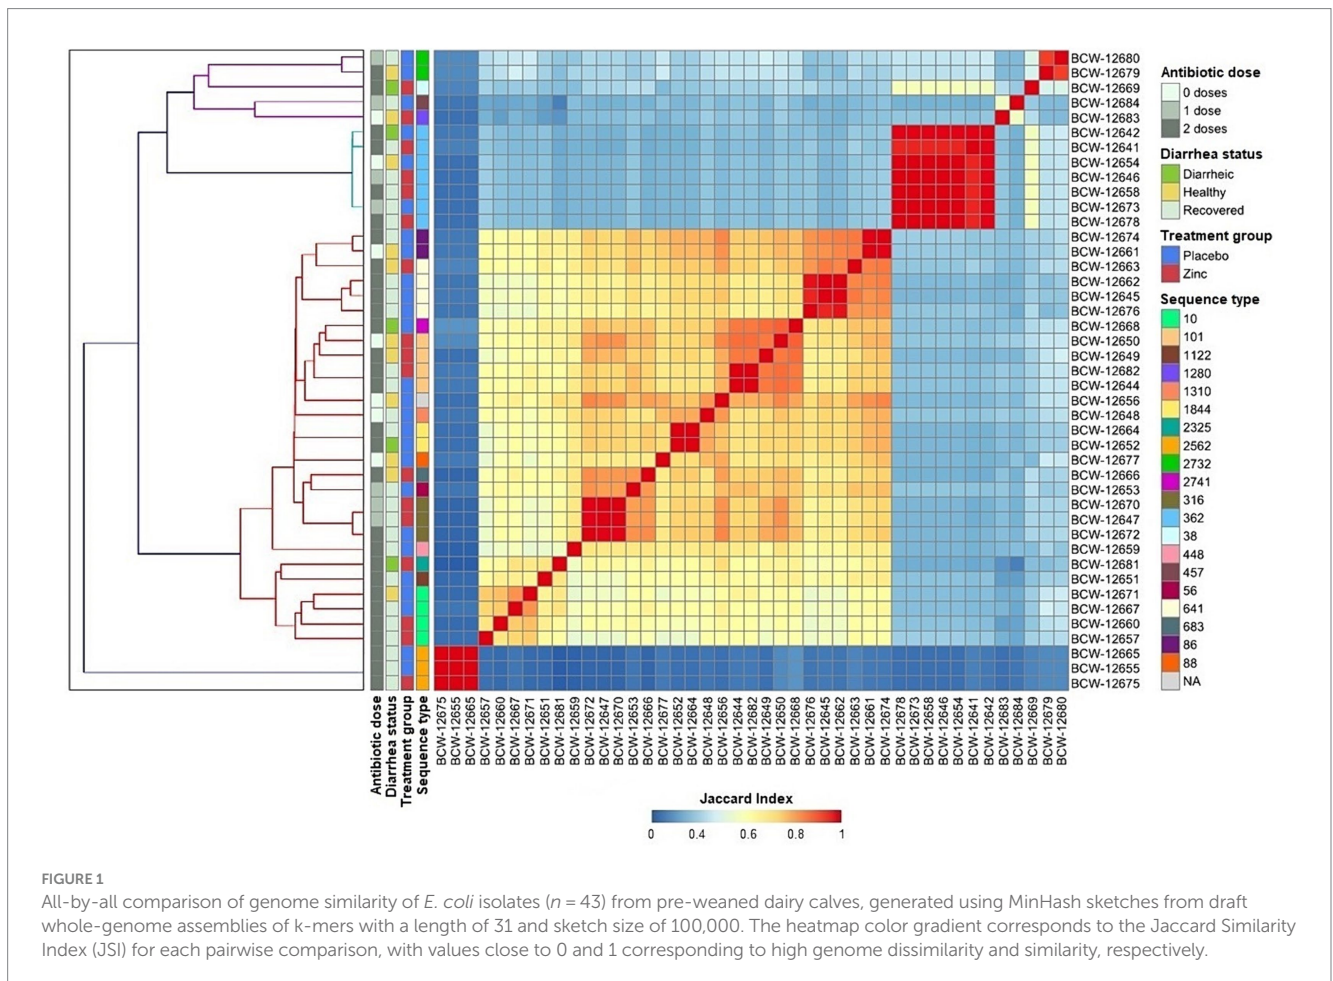 BCW-12680
BCW-12679
BCW-12669
BCW-12684
BCW-12683
BCW-12642
BCW-12641
BCW-12654
BCW-12646
BCW-12658
BCW-12673
BCW-12678
BCW-12674
BCW-12661
BCW-12663
BCW-12662
BCW-12645
BCW-12676
BCW-12668
BCW-12650
BCW-12649
BCW-12682
BCW-12644
BCW-12656
BCW-12648
BCW-12664
BCW-12652
BCW-12677
BCW-12666
BCW-12653
BCW-12670
BCW-12647
BCW-12672
BCW-12659
BCW-12681
BCW-12651
BCW-12671
BCW-12667
BCW-12660
BCW-12657
BCW-12665
BCW-12655
BCW-12675
Antibiotic dose
0 doses
1 dose
2 doses
Diarrhea status
Diarrheic
Healthy
Recovered
Treatment group
Placebo
Zinc
Sequence type
10
101
1122
1280
1310
1844
2325
2562
2732
2741
316
362
38
448
457
56
641
683
86
88
NA
Antibiotic dose
Diarrhea status
Treatment group
Sequence type
BCW-12675
BCW-12655
BCW-12665
BCW-12657
BCW-12660
BCW-12667
BCW-12671
BCW-12651
BCW-12681
BCW-12659
BCW-12672
BCW-12647
BCW-12670
BCW-12653
BCW-12666
BCW-12677
BCW-12652
BCW-12664
BCW-12648
BCW-12656
BCW-12644
BCW-12682
BCW-12649
BCW-12650
BCW-12668
BCW-12676
BCW-12645
BCW-12662
BCW-12663
BCW-12661
BCW-12674
BCW-12678
BCW-12673
BCW-12658
BCW-12646
BCW-12654
BCW-12641
BCW-12642
BCW-12683
BCW-12684
BCW-12669
BCW-12679
BCW-12680
Jaccard Index
0 0.4 0.6 0.8 1
FIGURE 1
All-by-all comparison of genome similarity of E. coli isolates (n = 43) from pre-weaned dairy calves, generated using MinHash sketches from draft
whole-genome assemblies of k-mers with a length of 31 and sketch size of 100,000. The heatmap color gradient corresponds to the Jaccard Similarity
Index (JSI) for each pairwise comparison, with values close to 0 and 1 corresponding to high genome dissimilarity and similarity, respectively.